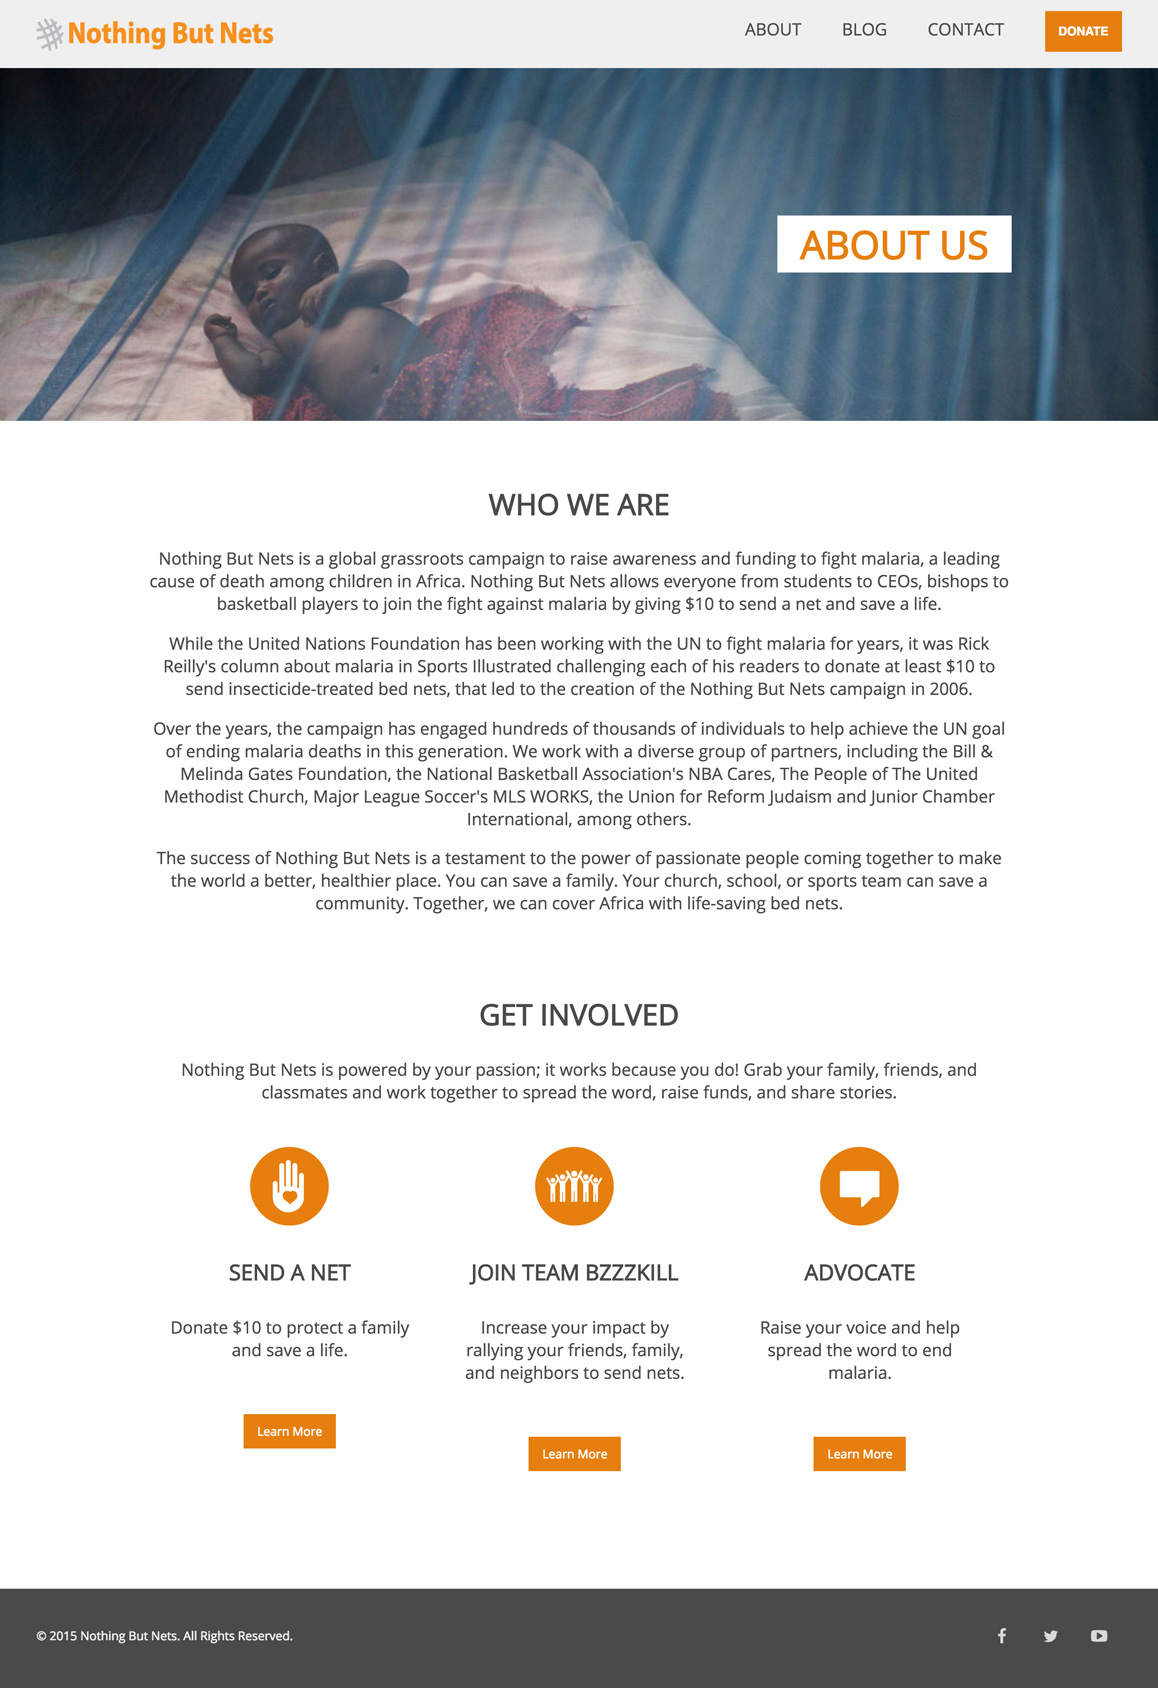 Nothing But Nets
ABOUT
BLOG
CONTACT
DONATE
ABOUT US
WHO WE ARE
Nothing But Nets is a global grassroots campaign to raise awareness and funding to fight malaria, a leading
cause of death among children in Africa. Nothing But Nets allows everyone from students to CEOs, bishops to
basketball players to join the fight against malaria by giving $10 to send a net and save a life.
While the United Nations Foundation has been working with the UN to fight malaria for years, it was Rick
Reilly's column about malaria in Sports Illustrated challenging each of his readers to donate at least $10 to
send insecticide-treated bed nets, that led to the creation of the Nothing But Nets campaign in 2006.
Over the years, the campaign has engaged hundreds of thousands of individuals to help achieve the UN goal
of ending malaria deaths in this generation. We work with a diverse group of partners, including the Bill &
Melinda Gates Foundation, the National Basketball Association's NBA Cares, The People of The United
Methodist Church, Major League Soccer's MLS WORKS, the Union for Reform Judaism and Junior Chamber
International, among others.
The success of Nothing But Nets is a testament to the power of passionate people coming together to make
the world a better, healthier place. You can save a family. Your church, school, or sports team can save a
community. Together, we can cover Africa with life-saving bed nets.
GET INVOLVED
Nothing But Nets is powered by your passion; it works because you do! Grab your family, friends, and
classmates and work together to spread the word, raise funds, and share stories.
SEND A NET
Donate $10 to protect a family
and save a life.
Learn More
JOIN TEAM BZZZKILL
Increase your impact by
rallying your friends, family,
and neighbors to send nets.
Learn More
ADVOCATE
Raise your voice and help
spread the word to end
malaria.
Learn More
© 2015 Nothing But Nets. All Rights Reserved.